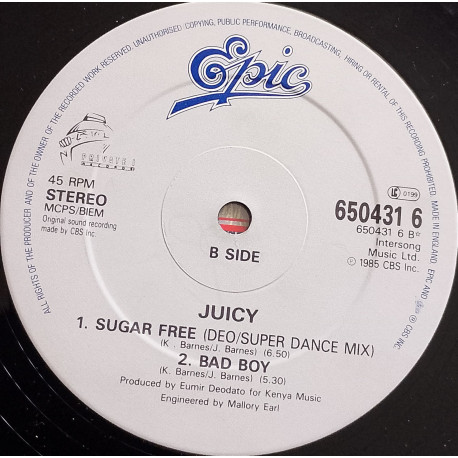 ALL RIGHTS OF THE PRODUCER AND OF THE OWNER OF THE RECORDED WORK RESERVED. UNAUTHORISED COPYING, PUBLIC PERFORMANCE, BROADCASTING, HIRING OR RENTAL OF THIS RECORDING PROHIBITED. MADE IN ENGLAND. EPIC AND ARE CBS INC.
Epic
PRIVATE I
RECORDS
45 RPM
STEREO
MCPS/BIEM
Original sound recording
made by CBS Inc.
LC 0199
650431 6
650431 6 B
Intersong
Music Ltd.
℗ 1985 CBS Inc.
B SIDE
JUICY
1. SUGAR FREE (DEO/SUPER DANCE MIX)
(K. Barnes/J. Barnes) (6.50)
2. BAD BOY
(K. Barnes/J. Barnes) (5.30)
Produced by Eumir Deodato for Kenya Music
Engineered by Mallory Earl